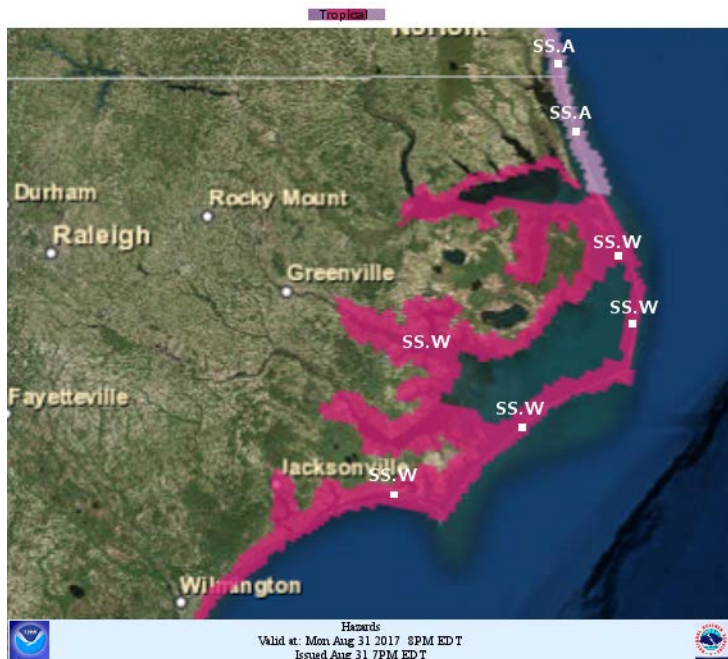 Tropical
Norfolk
SS.A
SS.A
Durham
Rocky Mount
Raleigh
SS.W
Greenville
SS.W
SS.W
Fayetteville
SS.W
Jacksonville
SS.W
Wilmington
Hazards
Valid at: Mon Aug 31 2017 8PM EDT
Issued Aug 31 7PM EDT